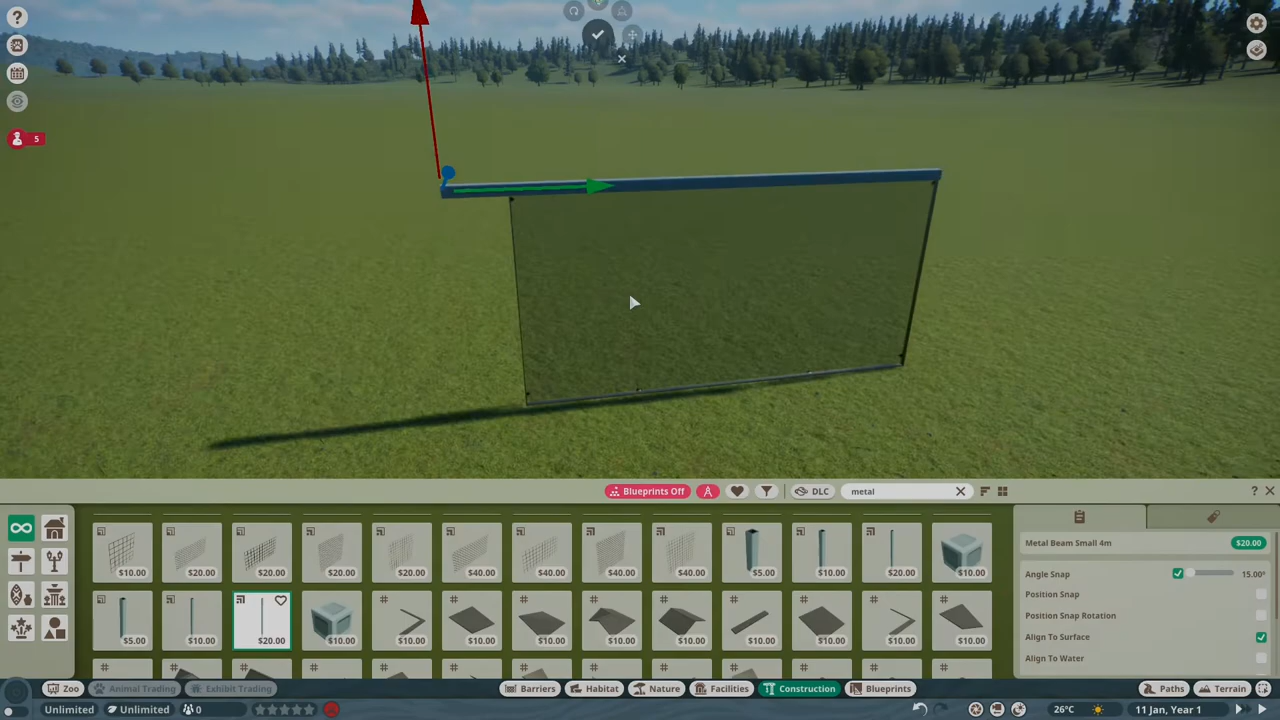 ?
5
Blueprints Off
DLC
metal
?
$10.00 $20.00 $20.00 $20.00 $20.00 $40.00 $40.00 $40.00 $40.00 $5.00 $10.00 $20.00 $10.00
$5.00 $10.00 $20.00 $10.00 $10.00 $10.00 $10.00 $10.00 $10.00 $10.00 $10.00 $10.00 $10.00
Metal Beam Small 4m $20.00
Angle Snap 15.00°
Position Snap
Position Snap Rotation
Align To Surface
Align To Water
Zoo Animal Trading Exhibit Trading Barriers Habitat Nature Facilities Construction Blueprints Paths Terrain
Unlimited Unlimited 0 26°C 11 Jan, Year 1